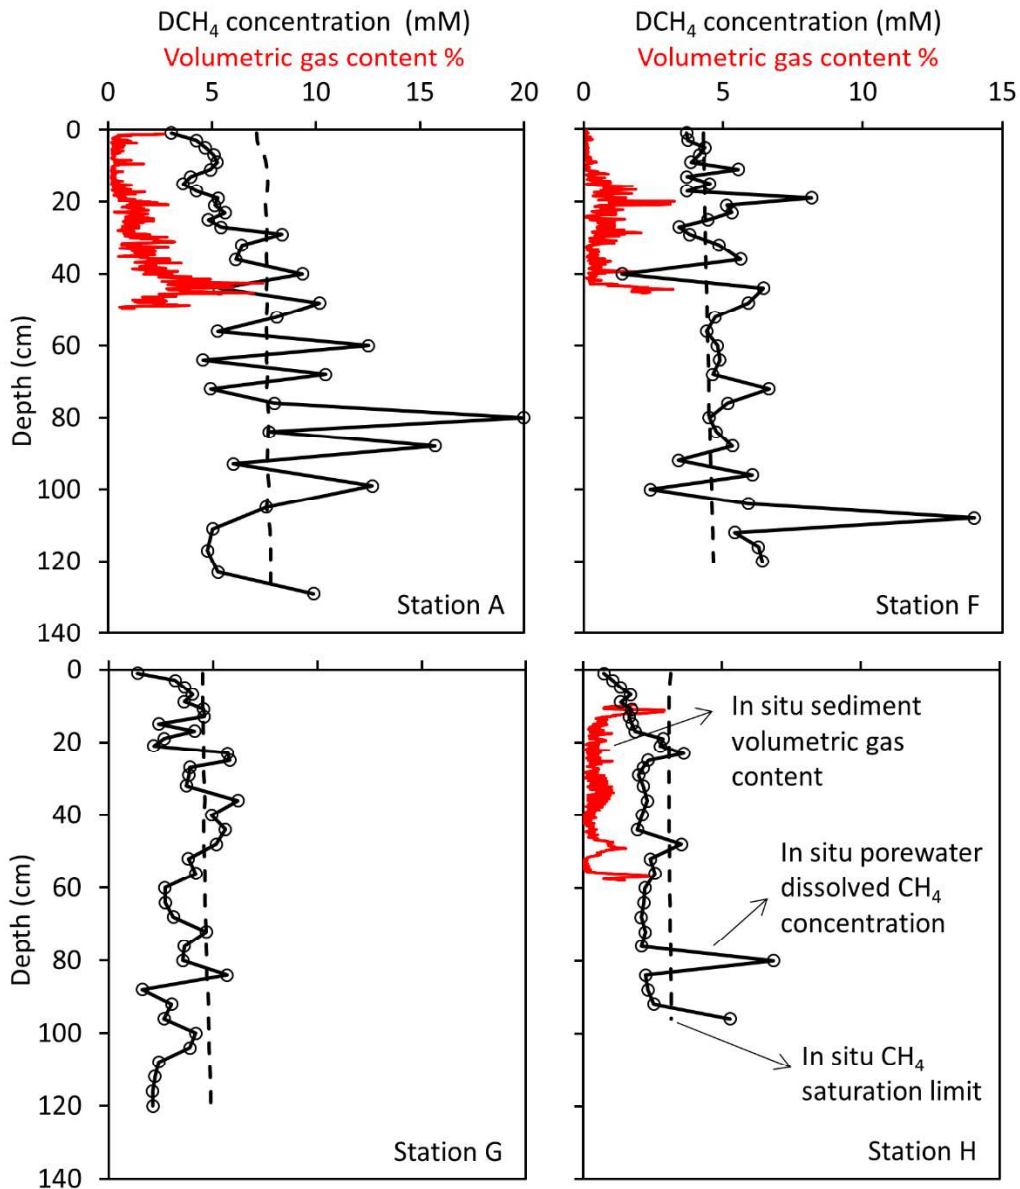 DCH₄ concentration (mM)
Volumetric gas content %
0 5 10 15 20
DCH₄ concentration (mM)
Volumetric gas content %
0 5 10 15
Depth (cm)
0
20
40
60
80
100
120
140
Station A
Station F
Depth (cm)
0
20
40
60
80
100
120
140
Station G
In situ sediment
volumetric gas
content
In situ porewater
dissolved CH₄
concentration
In situ CH₄
saturation limit
Station H